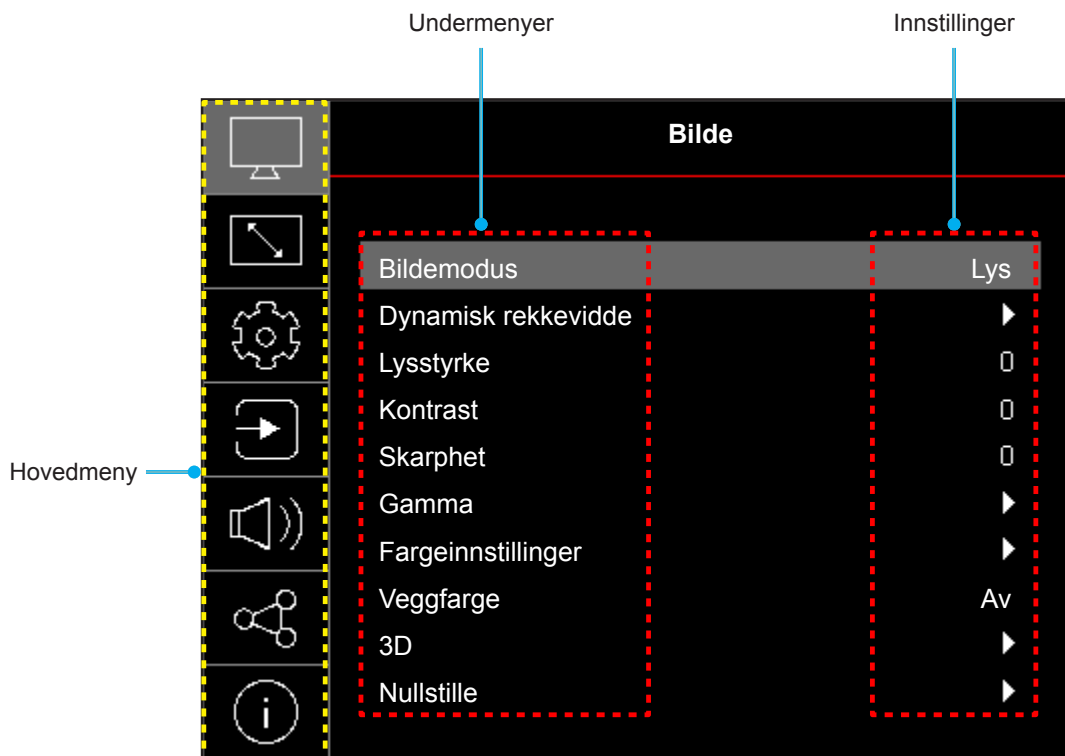 Undermenyer Innstillinger
Bilde
Bildemodus Lys
Dynamisk rekkevidde
Lysstyrke 0
Kontrast 0
Skarphet 0
Hovedmeny
Gamma
Fargeinnstillinger
Veggfarge Av
3D
Nullstille
i